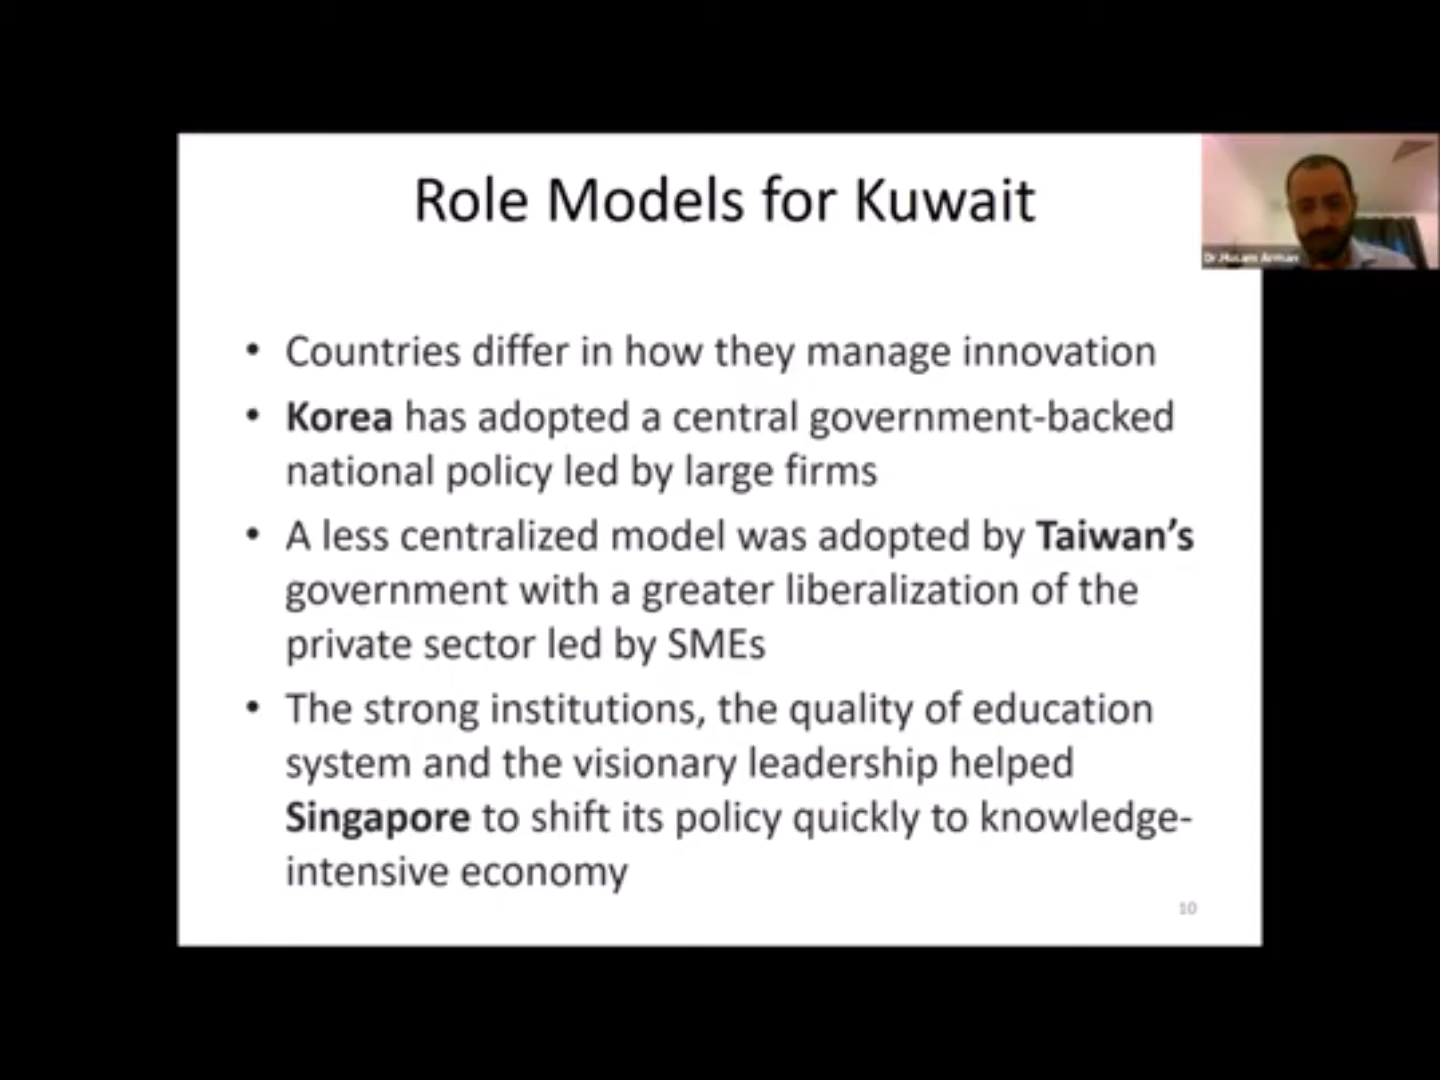 Role Models for Kuwait
Dr.Husam Arman
• Countries differ in how they manage innovation
• Korea has adopted a central government-backed
national policy led by large firms
• A less centralized model was adopted by Taiwan’s
government with a greater liberalization of the
private sector led by SMEs
• The strong institutions, the quality of education
system and the visionary leadership helped
Singapore to shift its policy quickly to knowledge-
intensive economy
10